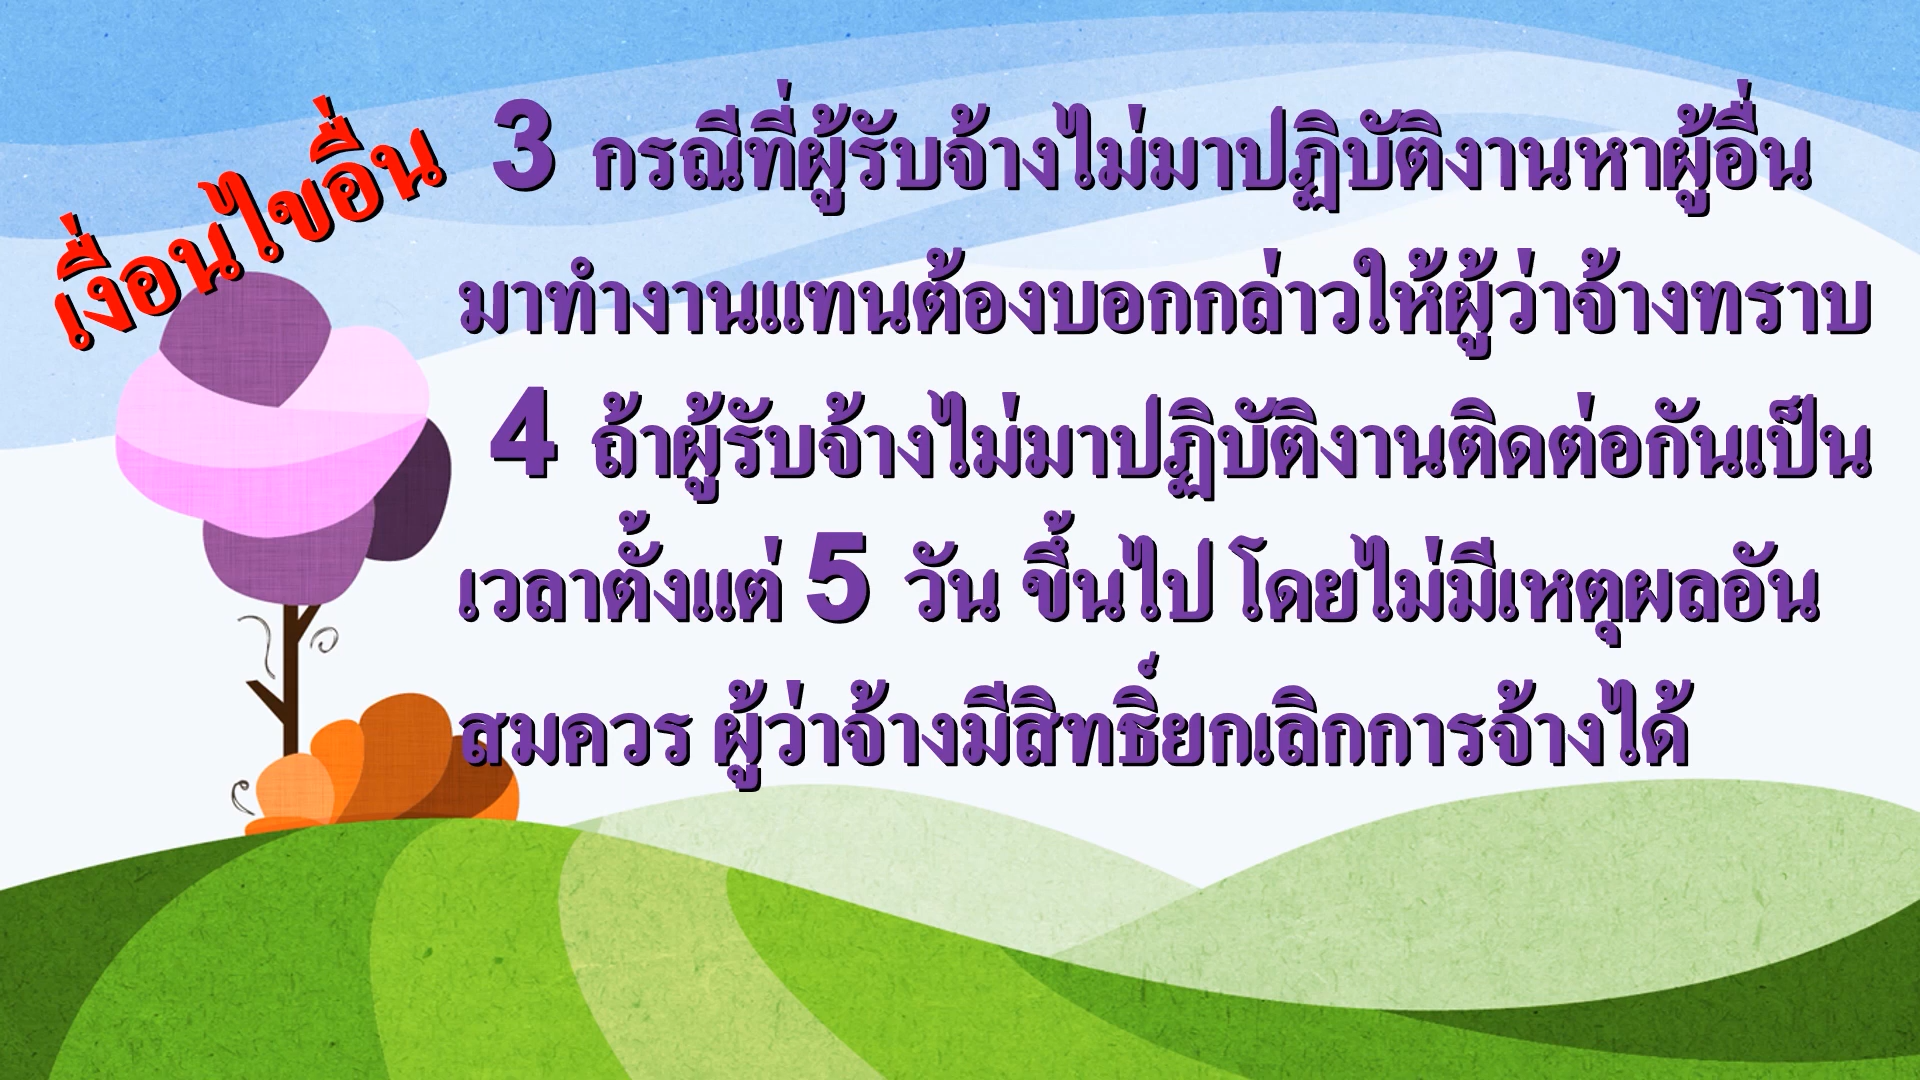 เงื่อนไขอื่น
3 กรณีที่ผู้รับจ้างไม่มาปฏิบัติงานหาผู้อื่น
มาทำงานแทนต้องบอกกล่าวให้ผู้ว่าจ้างทราบ
4 ถ้าผู้รับจ้างไม่มาปฏิบัติงานติดต่อกันเป็น
เวลาตั้งแต่ 5 วัน ขึ้นไป โดยไม่มีเหตุผลอัน
สมควร ผู้ว่าจ้างมีสิทธิ์ยกเลิกการจ้างได้